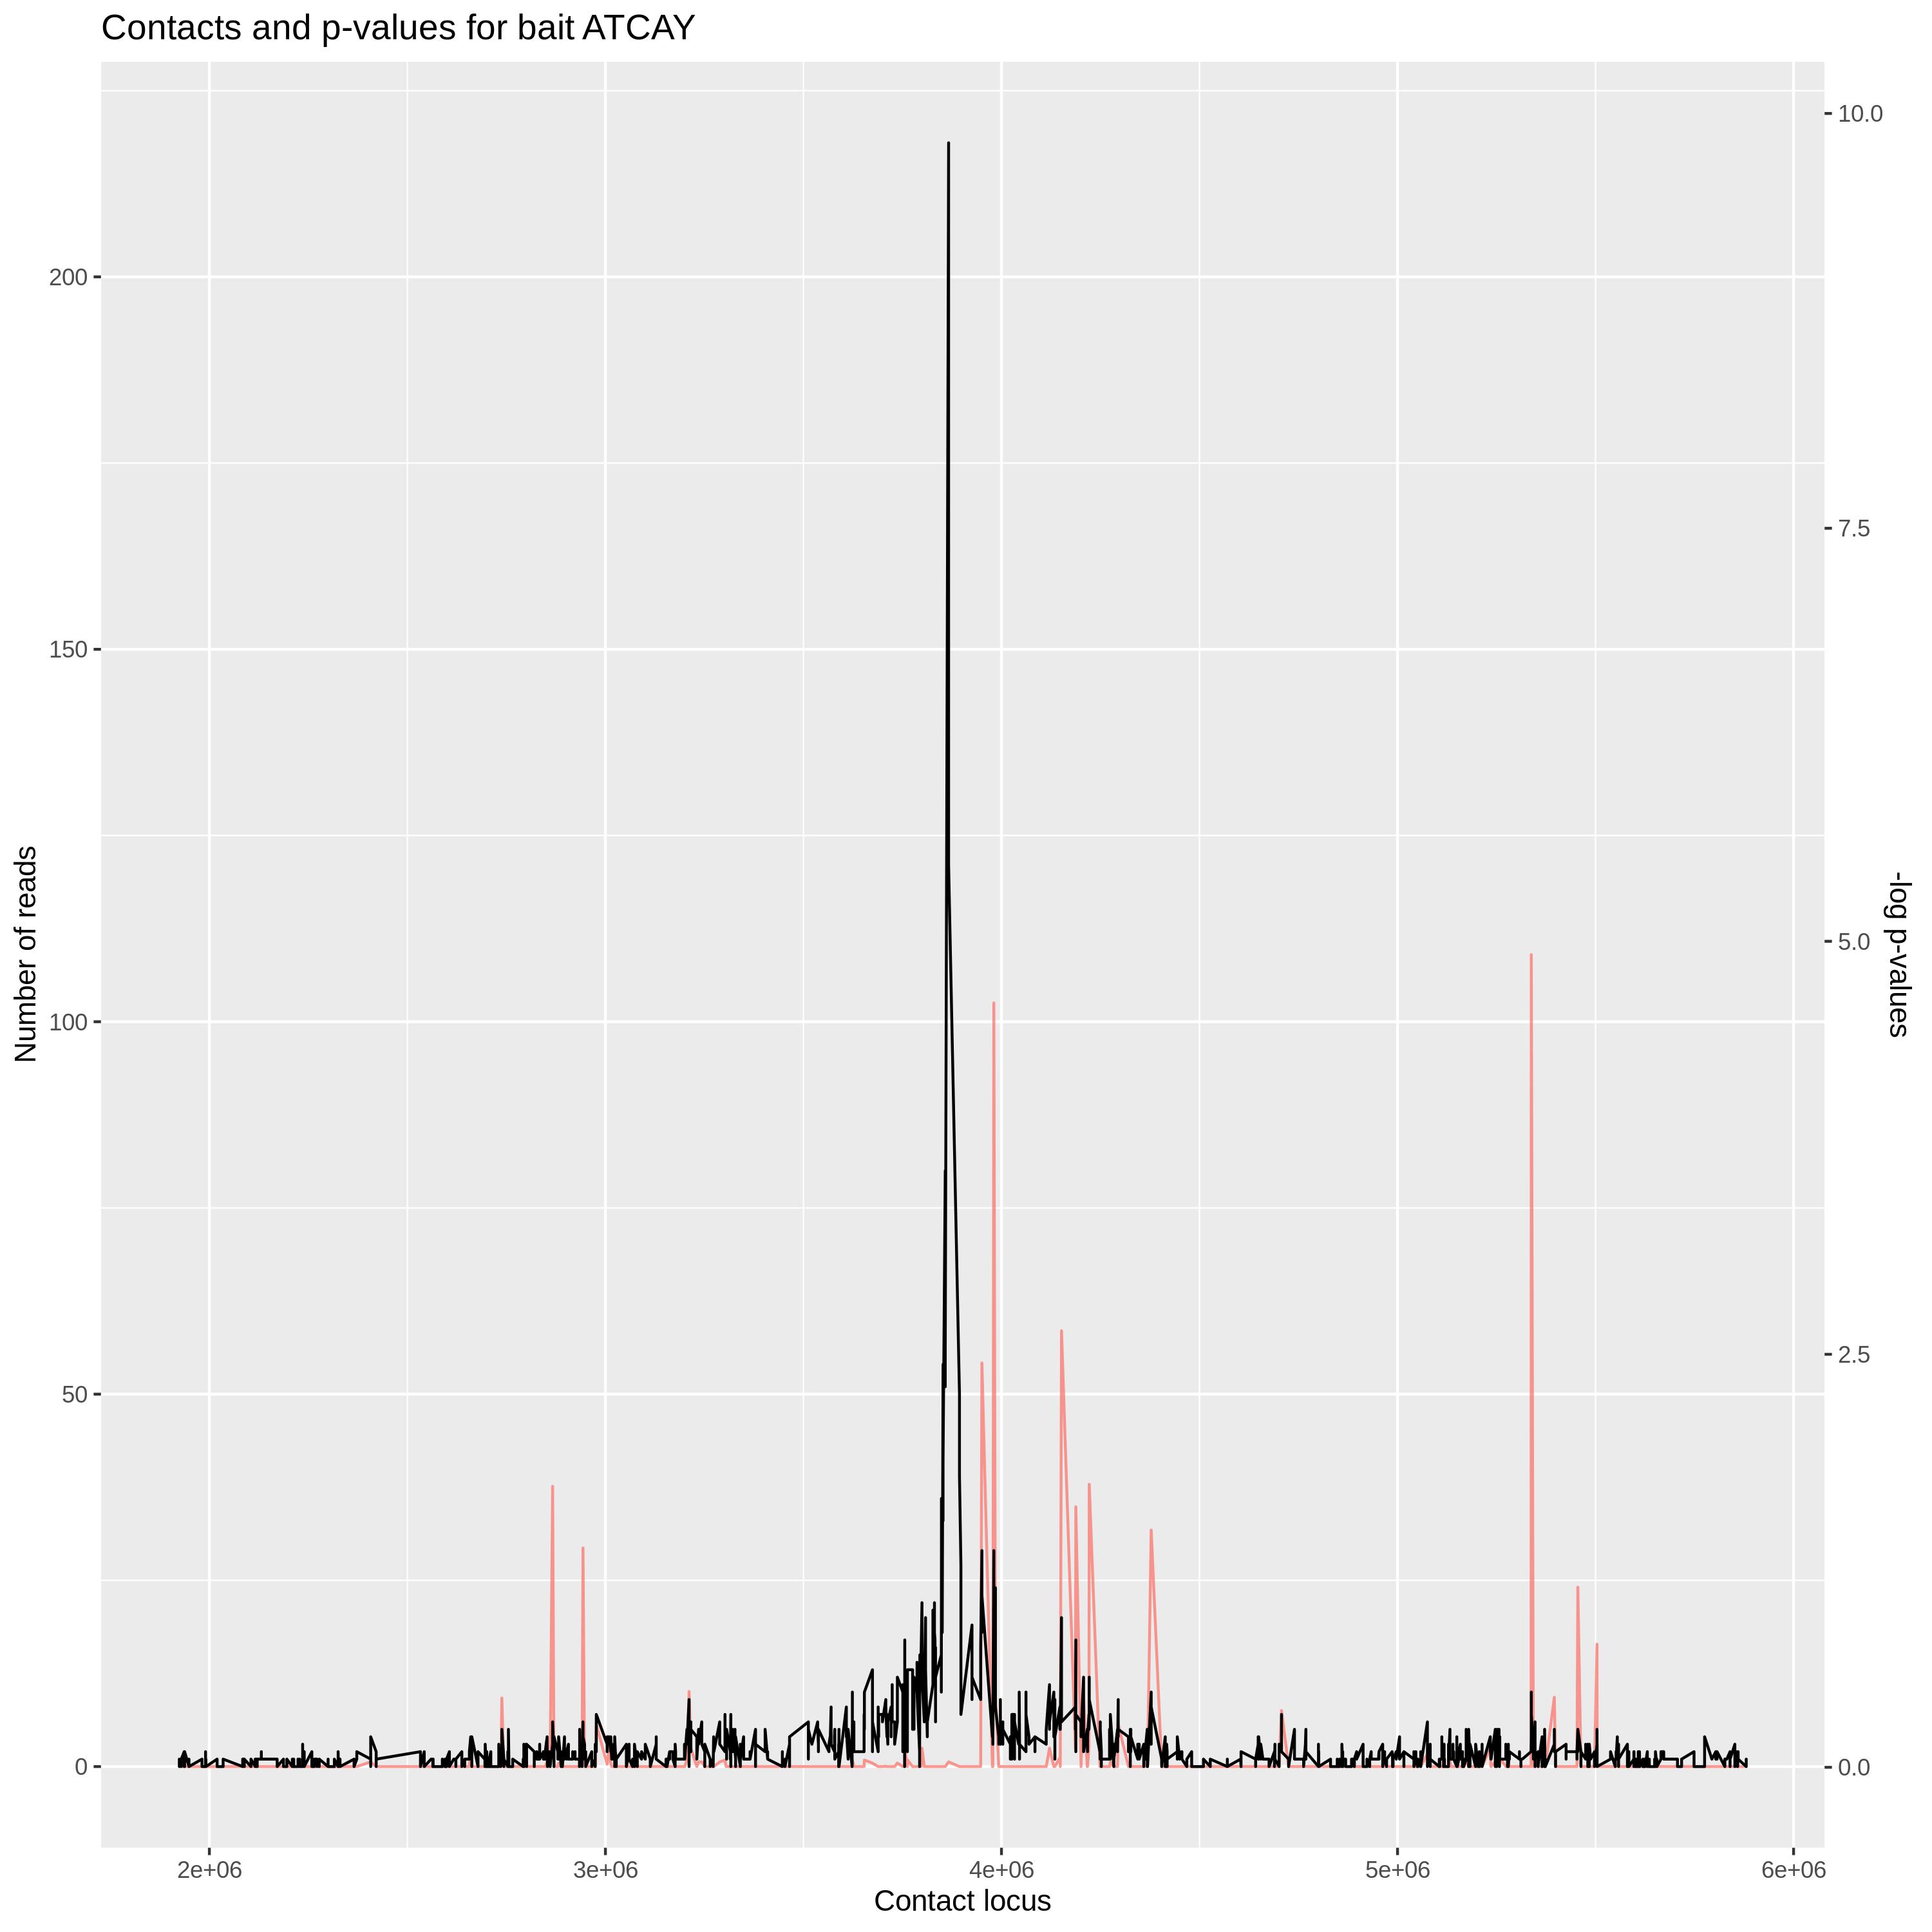 Contacts and p-values for bait ATCAY
Number of reads
200
150
100
50
0
10.0
7.5
5.0
2.5
0.0
-log p-values
2e+06
3e+06
4e+06
5e+06
6e+06
Contact locus